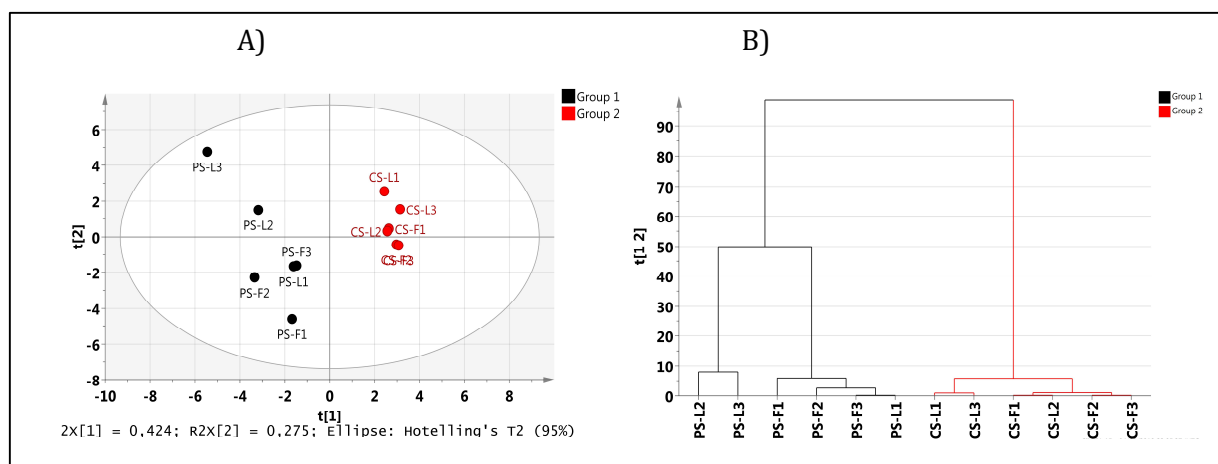 A)
B)
Group 1
Group 2
6
4
2
0
-2
-4
-6
-8
t[2]
PS-L3
PS-L2
PS-F3
PS-L1
PS-F2
PS-F1
CS-L1
CS-L3
CS-L2
CS-F1
CS-F3
-10 -8 -6 -4 -2 0 2 4 6 8
t[1]
2X[1] = 0,424; R2X[2] = 0,275; Ellipse: Hotelling's T2 (95%)
Group 1
Group 2
90
80
70
60
50
40
30
20
10
0
t[1 2]
PS-L2 PS-L3 PS-F1 PS-F2 PS-F3 PS-L1 CS-L1 CS-L3 CS-F1 CS-L2 CS-F2 CS-F3